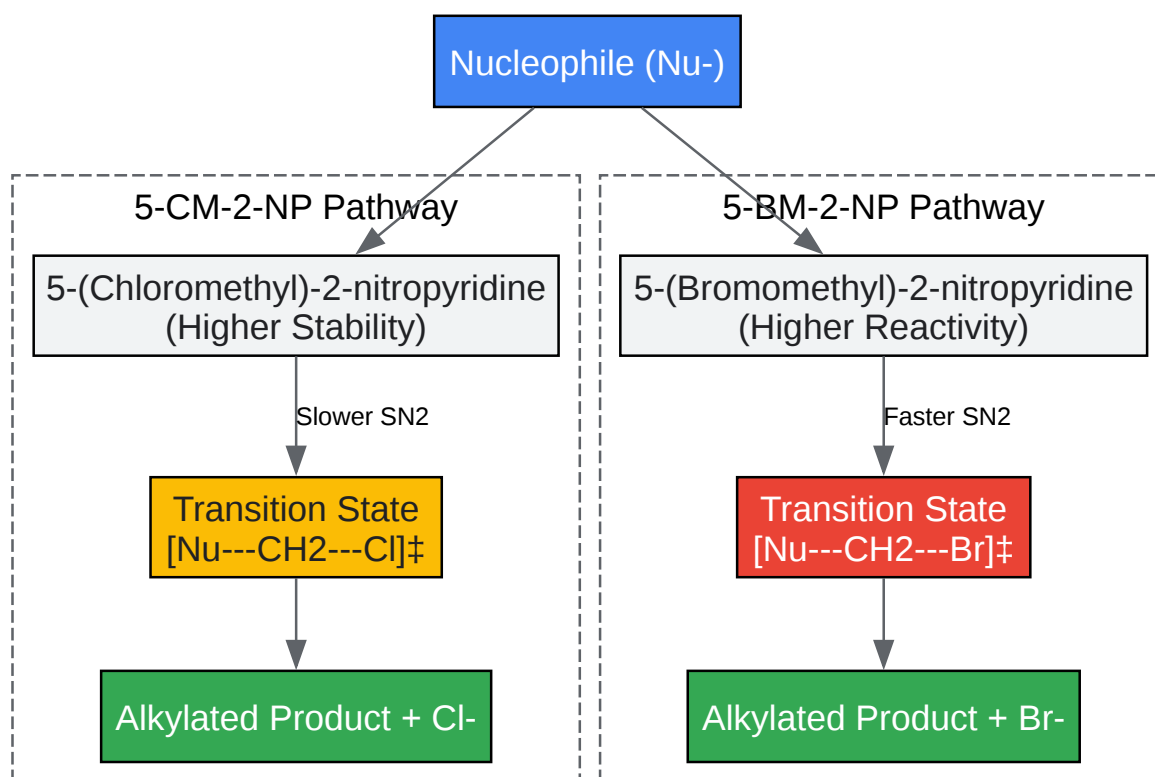 Nucleophile (Nu-)
5-CM-2-NP Pathway
5-(Chloromethyl)-2-nitropyridine
(Higher Stability)
Slower SN2
Transition State
[Nu---CH2---Cl]‡
Alkylated Product + Cl-
5-BM-2-NP Pathway
5-(Bromomethyl)-2-nitropyridine
(Higher Reactivity)
Faster SN2
Transition State
[Nu---CH2---Br]‡
Alkylated Product + Br-